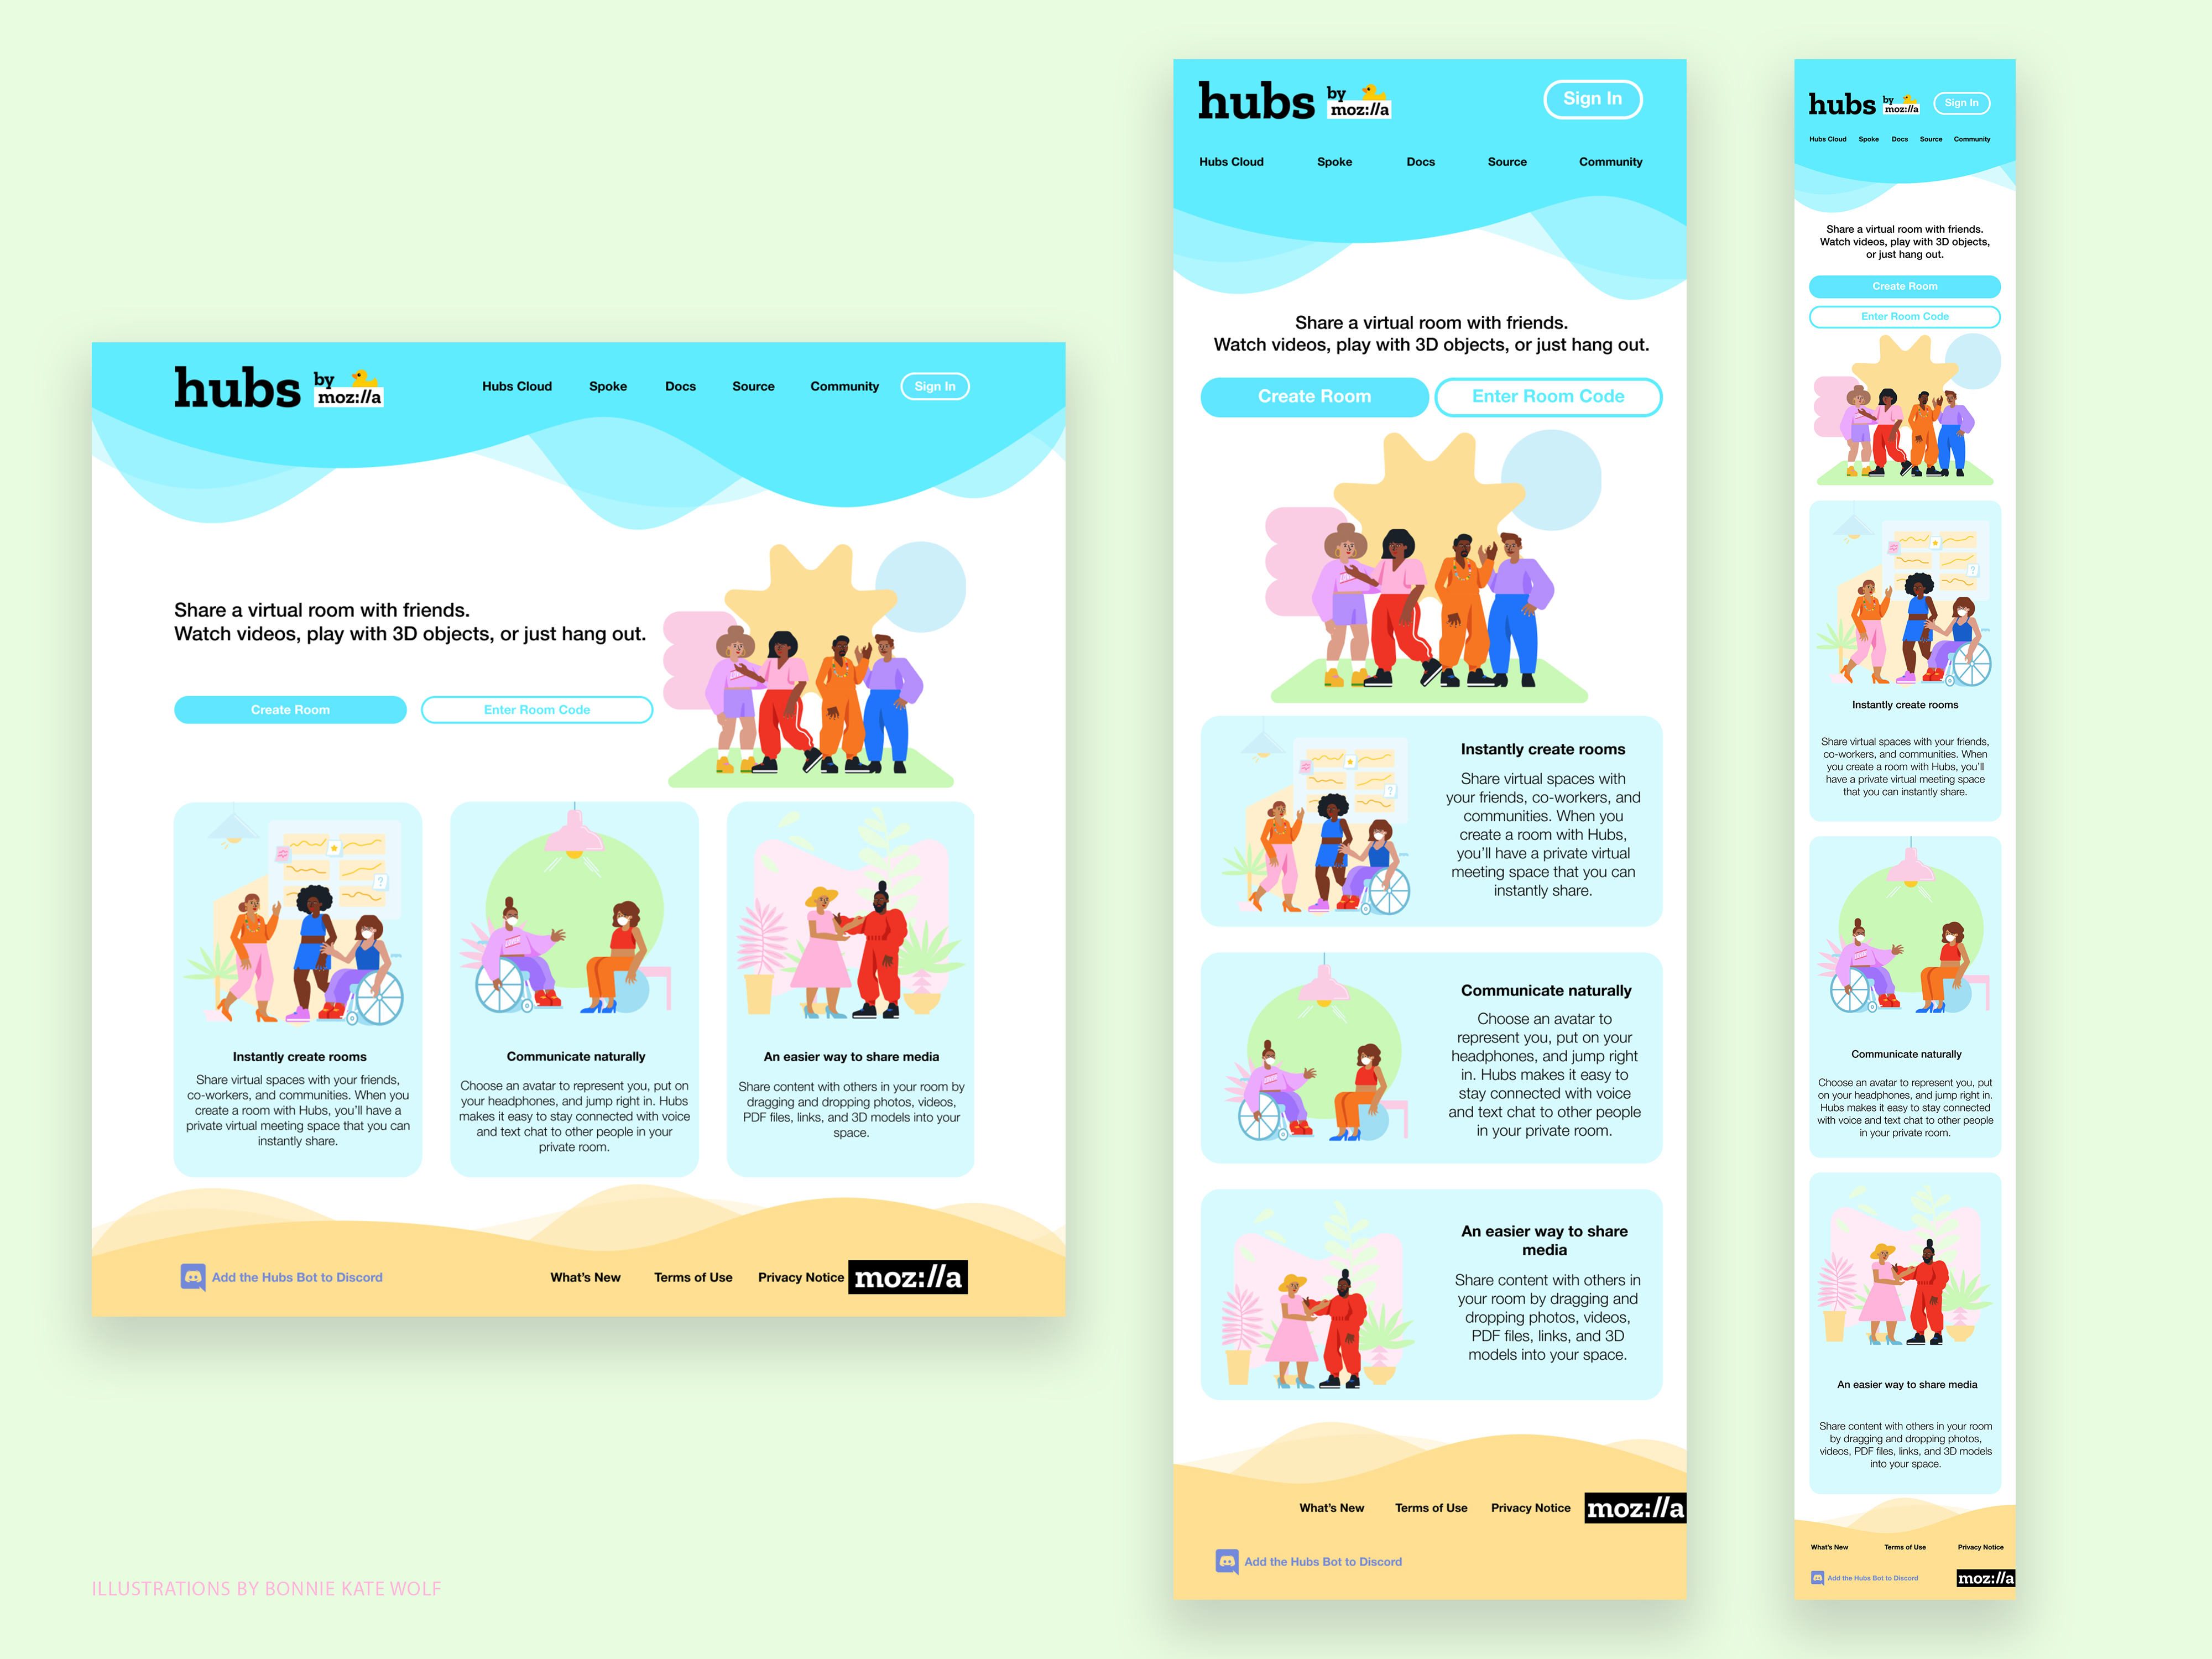 hubs by moz://a
Hubs Cloud Spoke Docs Source Community Sign In
Share a virtual room with friends.
Watch videos, play with 3D objects, or just hang out.
Create Room Enter Room Code
?
Instantly create rooms
Share virtual spaces with your friends,
co-workers, and communities. When you
create a room with Hubs, you'll have a
private virtual meeting space that you can
instantly share.
Communicate naturally
Choose an avatar to represent you, put on
your headphones, and jump right in. Hubs
makes it easy to stay connected with voice
and text chat to other people in your
private room.
An easier way to share media
Share content with others in your room by
dragging and dropping photos, videos,
PDF files, links, and 3D models into your
space.
Add the Hubs Bot to Discord
What's New Terms of Use Privacy Notice moz://a
ILLUSTRATIONS BY BONNIE KATE WOLF
hubs by moz://a Sign In
Hubs Cloud Spoke Docs Source Community
Share a virtual room with friends.
Watch videos, play with 3D objects, or just hang out.
Create Room Enter Room Code
?
Instantly create rooms
Share virtual spaces with
your friends, co-workers, and
communities. When you
create a room with Hubs,
you'll have a private virtual
meeting space that you can
instantly share.
Communicate naturally
Choose an avatar to
represent you, put on your
headphones, and jump right
in. Hubs makes it easy to
stay connected with voice
and text chat to other people
in your private room.
An easier way to share
media
Share content with others in
your room by dragging and
dropping photos, videos,
PDF files, links, and 3D
models into your space.
What's New Terms of Use Privacy Notice moz://a
Add the Hubs Bot to Discord
hubs by moz://a Sign In
Hubs Cloud Spoke Docs Source Community
Share a virtual room with friends.
Watch videos, play with 3D objects,
or just hang out.
Create Room
Enter Room Code
?
Instantly create rooms
Share virtual spaces with your friends,
co-workers, and communities. When
you create a room with Hubs, you'll
have a private virtual meeting space
that you can instantly share.
Communicate naturally
Choose an avatar to represent you, put
on your headphones, and jump right in.
Hubs makes it easy to stay connected
with voice and text chat to other people
in your private room.
An easier way to share media
Share content with others in your room
by dragging and dropping photos,
videos, PDF files, links, and 3D models
into your space.
What's New Terms of Use Privacy Notice
Add the Hubs Bot to Discord moz://a